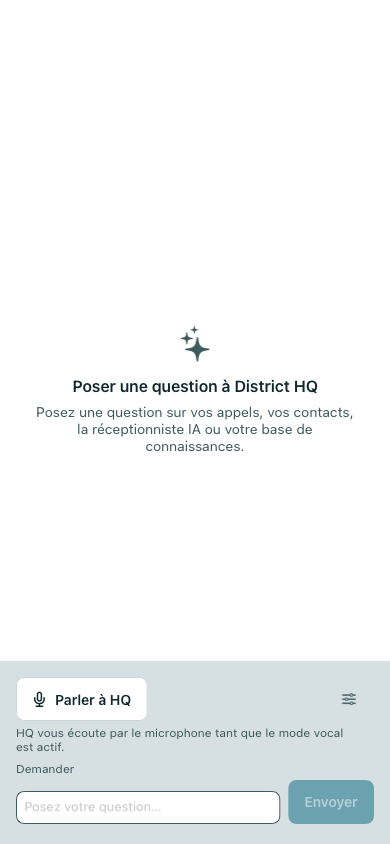 Poser une question à District HQ
Posez une question sur vos appels, vos contacts,
la réceptionniste IA ou votre base de
connaissances.
Parler à HQ
HQ vous écoute par le microphone tant que le mode vocal
est actif.
Demander
Posez votre question...
Envoyer